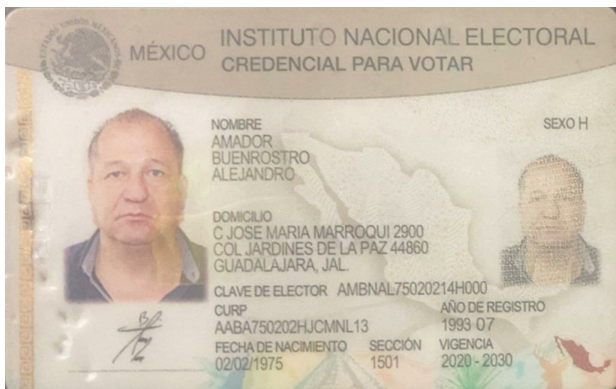 MÉXICO
INSTITUTO NACIONAL ELECTORAL
CREDENCIAL PARA VOTAR
NOMBRE
SEXO H
AMADOR
BUENROSTRO
ALEJANDRO
DOMICILIO
C JOSE MARIA MARROQUI 2900
COL JARDINES DE LA PAZ 44860
GUADALAJARA, JAL.
CLAVE DE ELECTOR AMBNAL75020214H000
CURP AÑO DE REGISTRO
AABA750202HJCMNL13 1993 07
FECHA DE NACIMIENTO SECCIÓN VIGENCIA
02/02/1975 1501 2020 - 2030